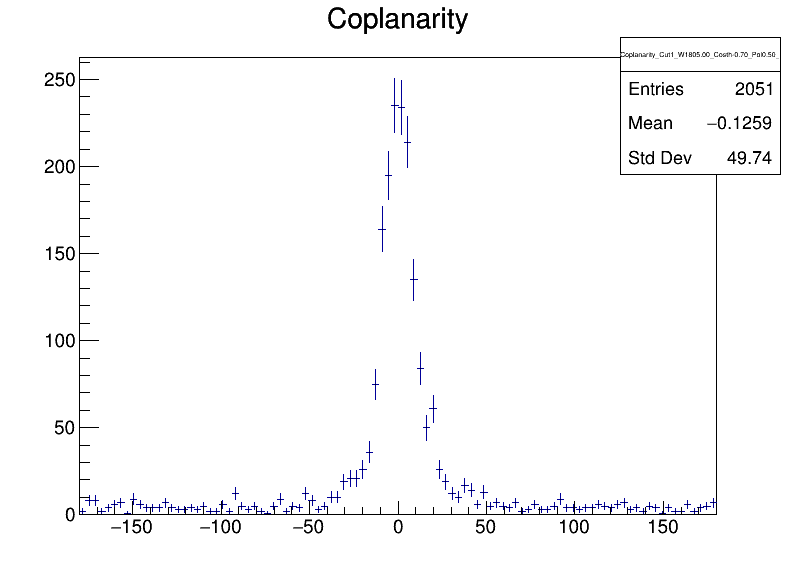 Coplanarity
Coplanarity_Cut1_W1805.00_Costh-0.70_Pol0.50_
Entries 2051
Mean −0.1259
Std Dev 49.74
250
200
150
100
50
0
−150 −100 −50 0 50 100 150